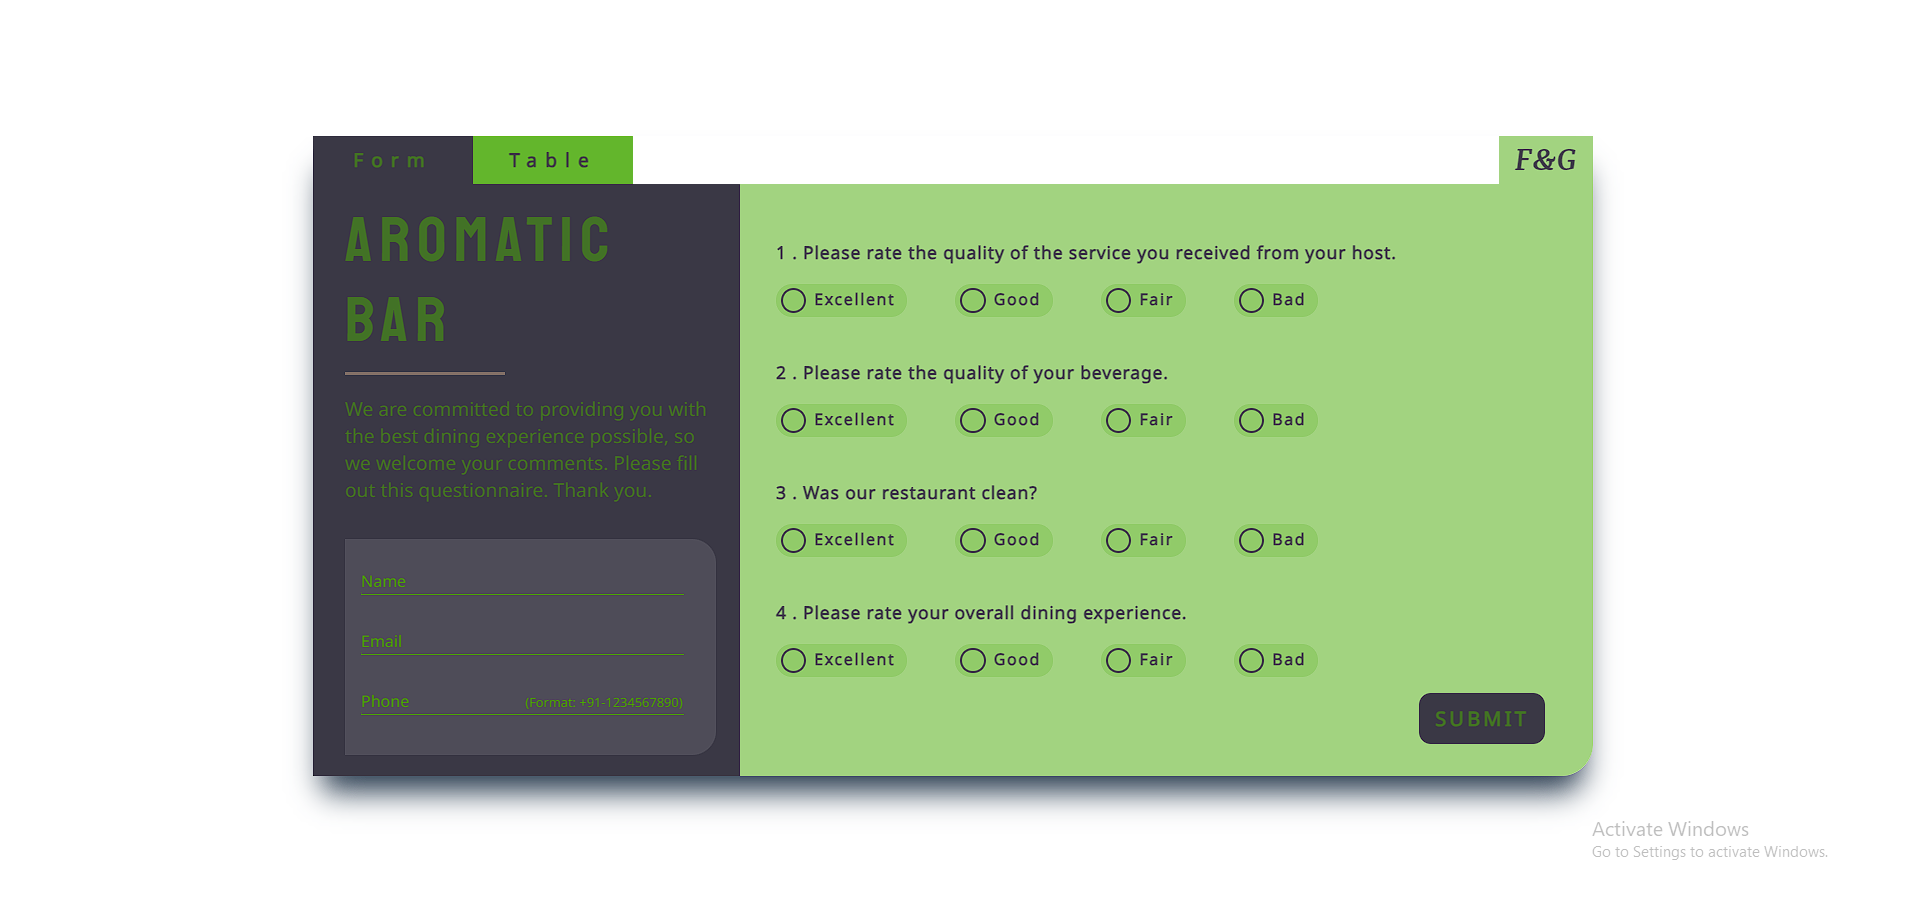 Form
Table
F&G
AROMATIC
BAR
We are committed to providing you with
the best dining experience possible, so
we welcome your comments. Please fill
out this questionnaire. Thank you.
Name
Email
Phone (Format: +91-1234567890)
1 . Please rate the quality of the service you received from your host.
Excellent Good Fair Bad
2 . Please rate the quality of your beverage.
Excellent Good Fair Bad
3 . Was our restaurant clean?
Excellent Good Fair Bad
4 . Please rate your overall dining experience.
Excellent Good Fair Bad
SUBMIT
Activate Windows
Go to Settings to activate Windows.